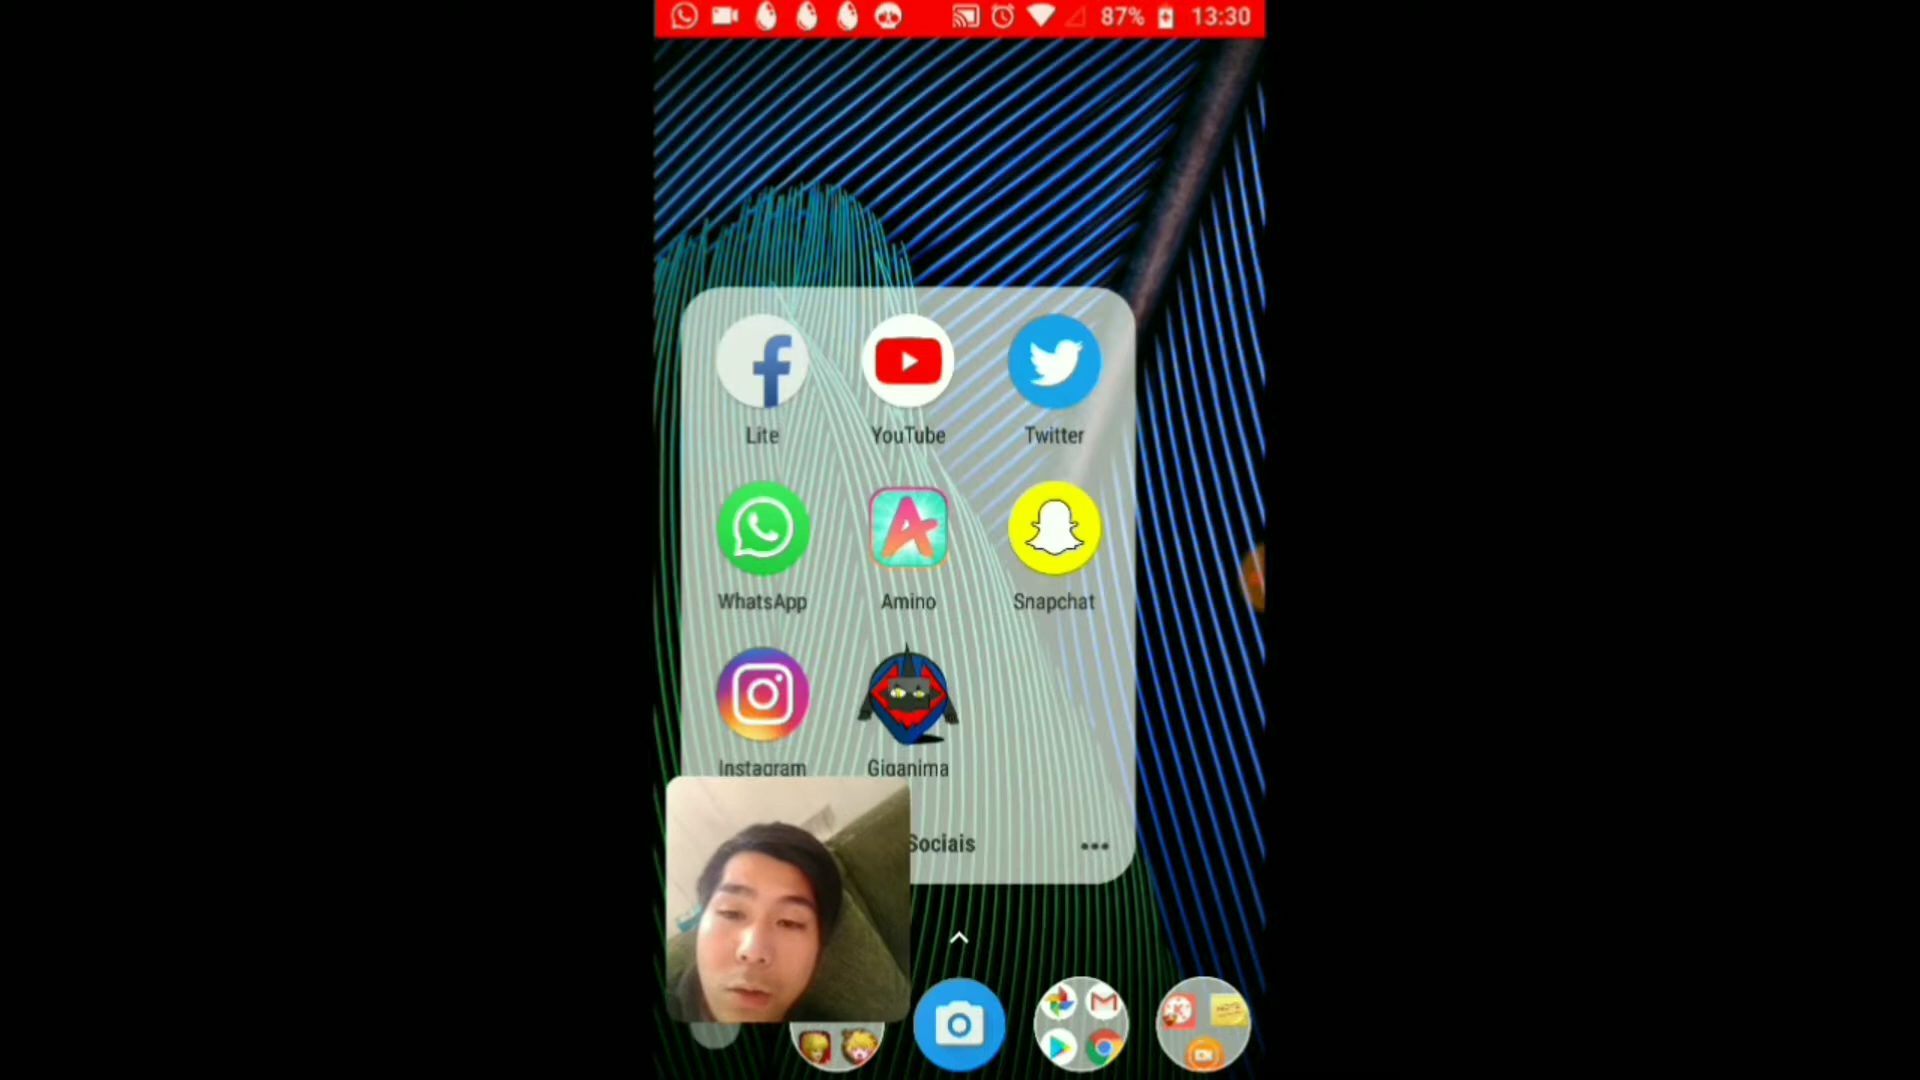 87% 13:30
Lite YouTube Twitter
WhatsApp Amino Snapchat
Instagram Giganima
Sociais